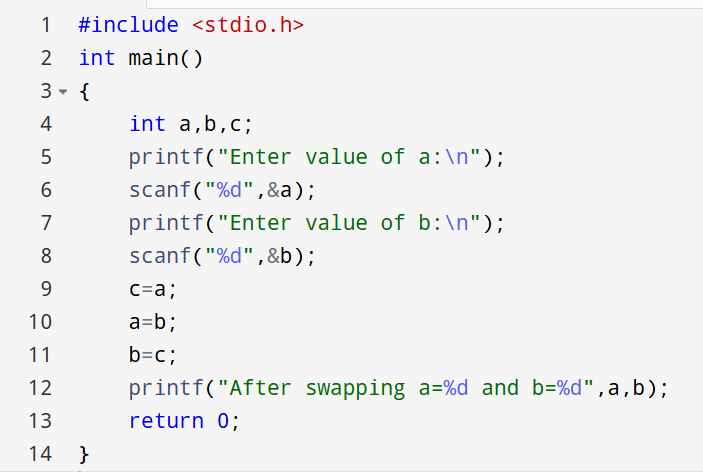 1 #include <stdio.h>
2 int main()
3 {
4 int a,b,c;
5 printf("Enter value of a:\n");
6 scanf("%d",&a);
7 printf("Enter value of b:\n");
8 scanf("%d",&b);
9 c=a;
10 a=b;
11 b=c;
12 printf("After swapping a=%d and b=%d",a,b);
13 return 0;
14 }